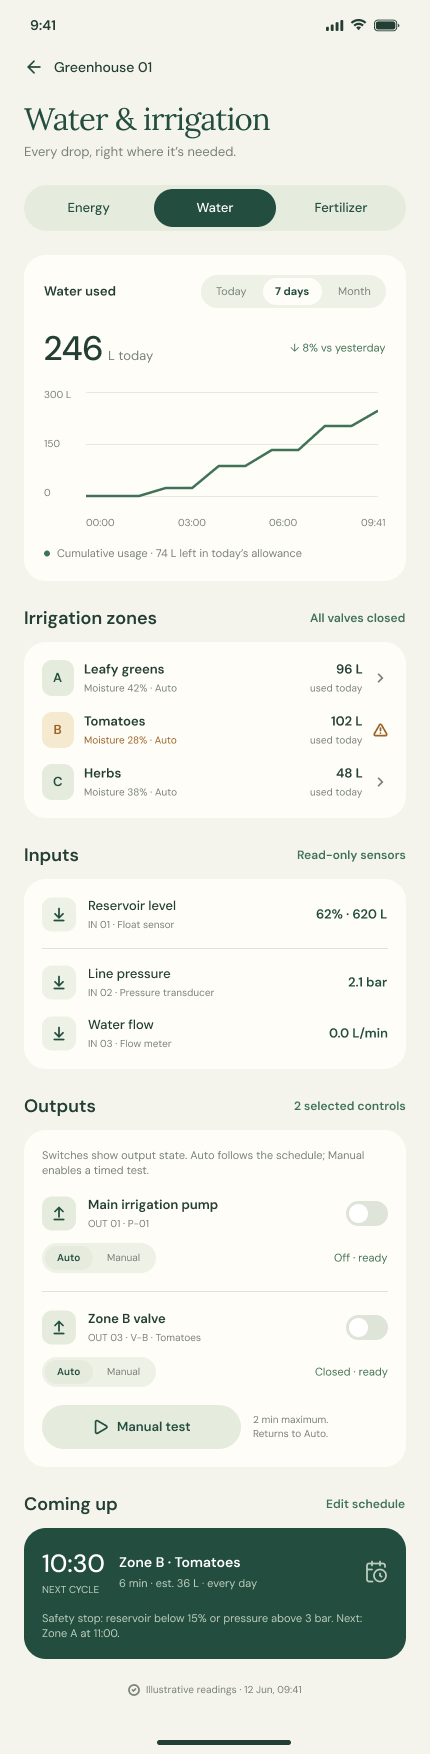 9:41
Greenhouse 01
Water & irrigation
Every drop, right where it's needed.
Energy Water Fertilizer
Water used Today 7 days Month
246 L today ↓ 8% vs yesterday
300 L
150
0
00:00 03:00 06:00 09:41
Cumulative usage · 74 L left in today's allowance
Irrigation zones All valves closed
A Leafy greens 96 L
Moisture 42% · Auto used today
B Tomatoes 102 L
Moisture 28% · Auto used today
C Herbs 48 L
Moisture 38% · Auto used today
Inputs Read-only sensors
Reservoir level 62% · 620 L
IN 01 · Float sensor
Line pressure 2.1 bar
IN 02 · Pressure transducer
Water flow 0.0 L/min
IN 03 · Flow meter
Outputs 2 selected controls
Switches show output state. Auto follows the schedule; Manual
enables a timed test.
Main irrigation pump
OUT 01 · P-01
Auto Manual Off · ready
Zone B valve
OUT 03 · V-B · Tomatoes
Auto Manual Closed · ready
Manual test 2 min maximum.
Returns to Auto.
Coming up Edit schedule
10:30 Zone B · Tomatoes
NEXT CYCLE 6 min · est. 36 L · every day
Safety stop: reservoir below 15% or pressure above 3 bar. Next:
Zone A at 11:00.
Illustrative readings · 12 Jun, 09:41